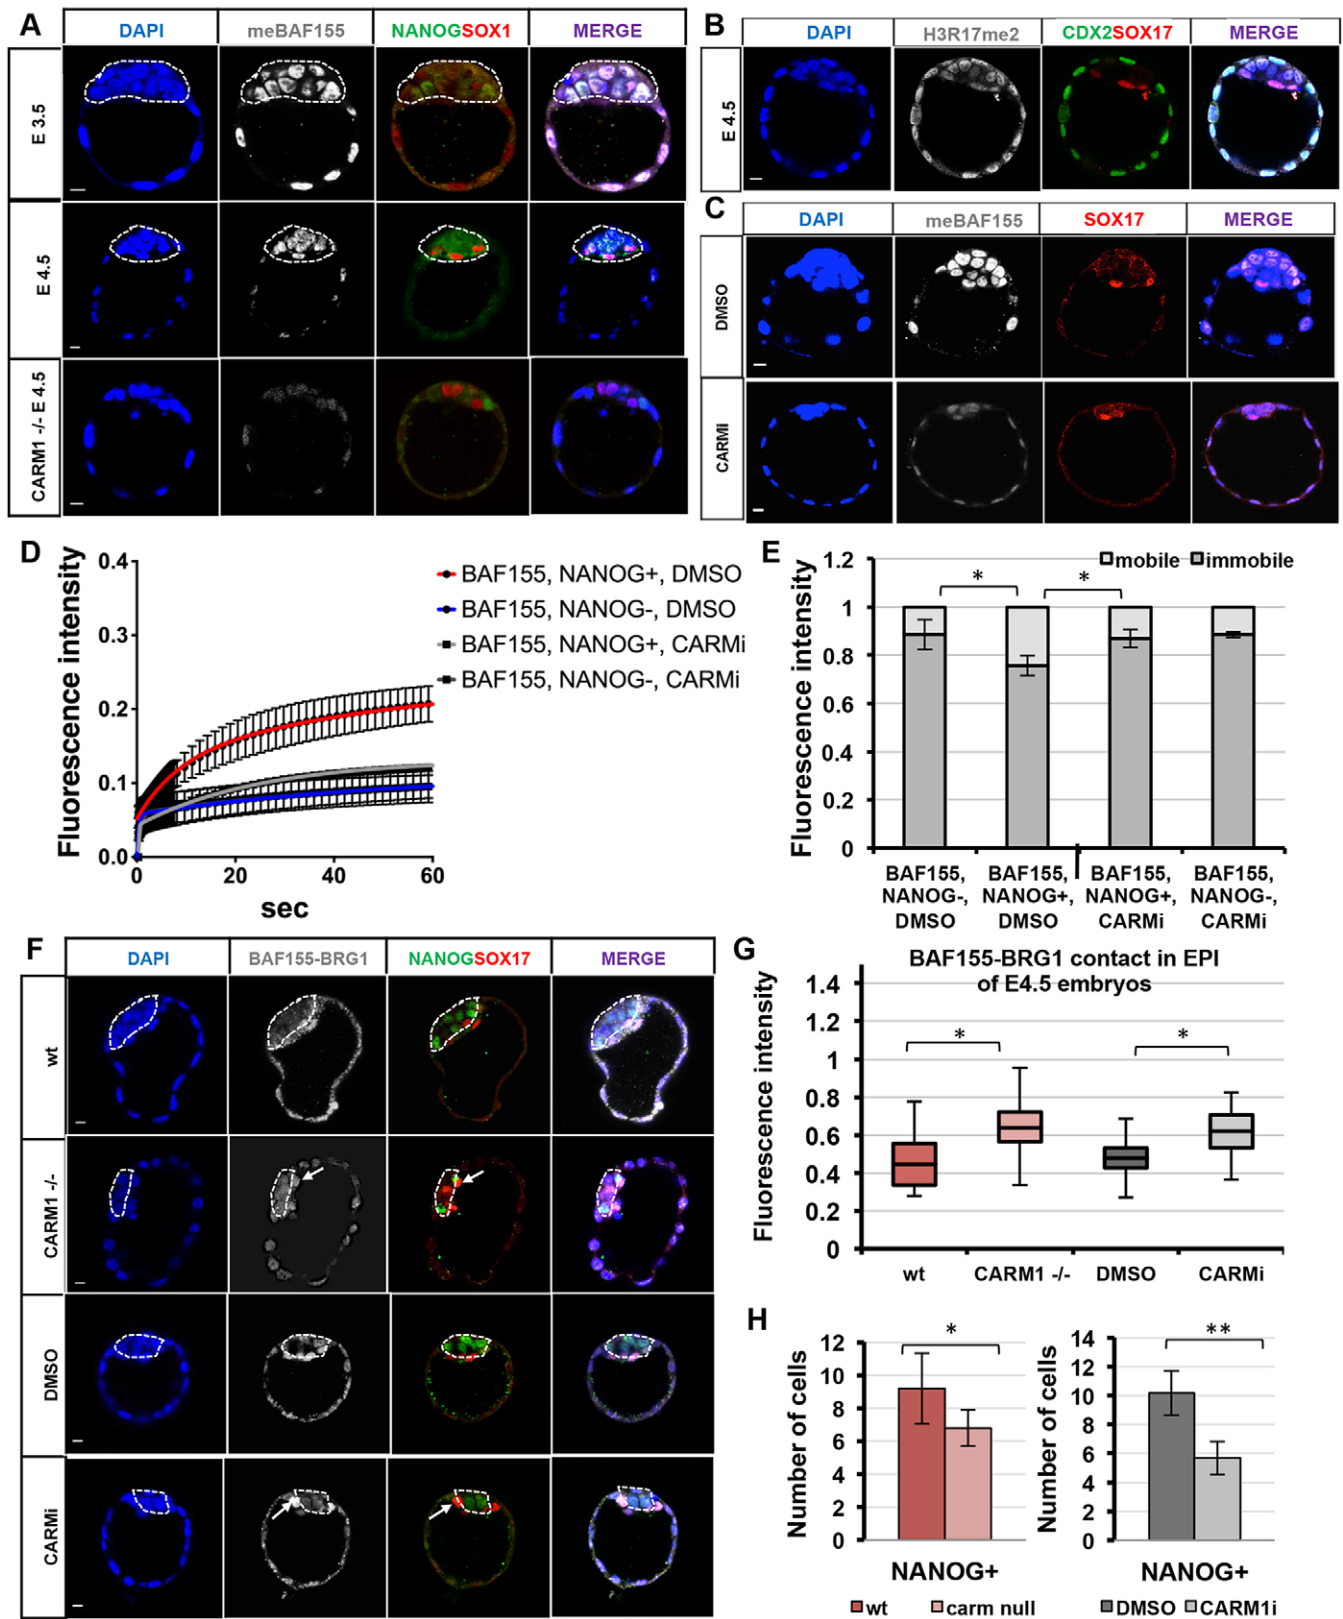 A
DAPI
meBAF155
NANOGSOX1
MERGE
E 3.5
E 4.5
CARM1 -/- E 4.5
B
DAPI
H3R17me2
CDX2SOX17
MERGE
E 4.5
C
DAPI
meBAF155
SOX17
MERGE
DMSO
CARMi
D
Fluorescence intensity
0.4
0.3
0.2
0.1
0.0
0
20
40
60
sec
BAF155, NANOG+, DMSO
BAF155, NANOG-, DMSO
BAF155, NANOG+, CARMi
BAF155, NANOG-, CARMi
E
Fluorescence intensity
1.2
1
0.8
0.6
0.4
0.2
0
mobile
immobile
*
*
BAF155,
NANOG-,
DMSO
BAF155,
NANOG+,
DMSO
BAF155,
NANOG+,
CARMi
BAF155,
NANOG-,
CARMi
F
DAPI
BAF155-BRG1
NANOGSOX17
MERGE
wt
CARM1 -/-
DMSO
CARMi
G
BAF155-BRG1 contact in EPI
of E4.5 embryos
Fluorescence intensity
1.4
1.2
1
0.8
0.6
0.4
0.2
0
*
*
wt
CARM1 -/-
DMSO
CARMi
H
Number of cells
12
10
8
6
4
2
0
*
NANOG+
wt
carm null
Number of cells
14
12
10
8
6
4
2
0
**
NANOG+
DMSO
CARM1i